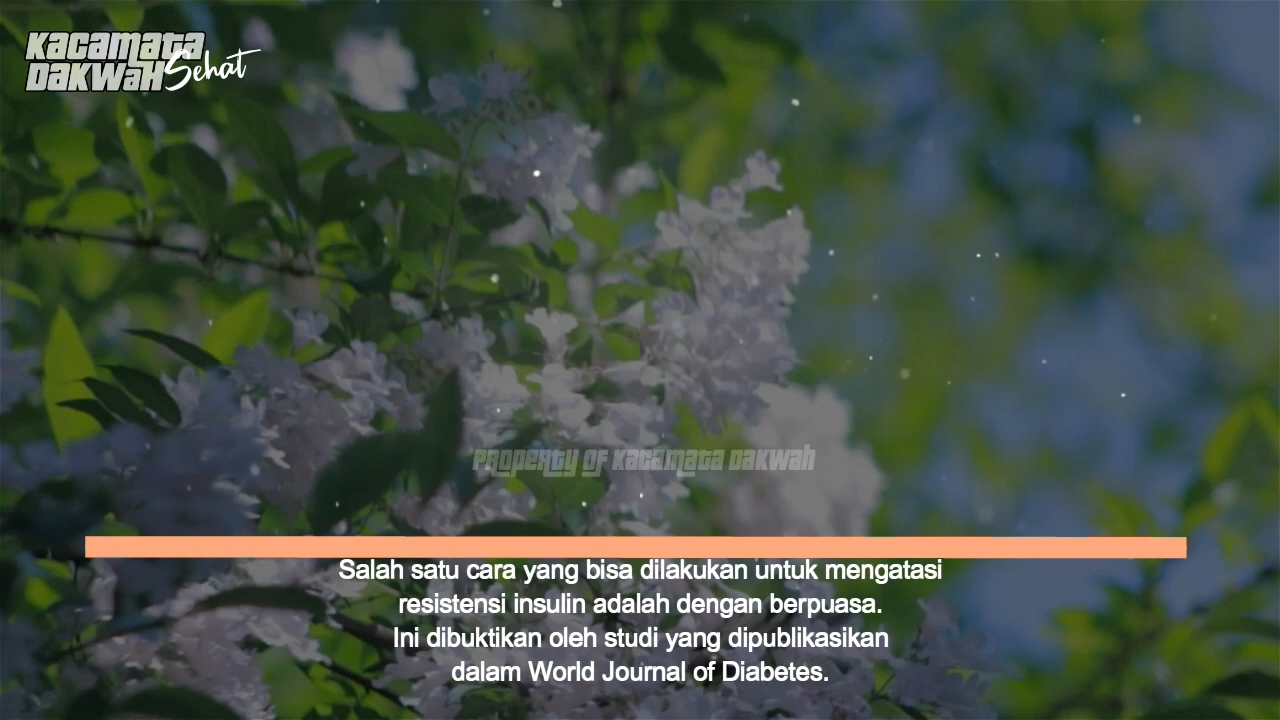 Kacamata
Dakwah Sehat
Property of Kacamata Dakwah
Salah satu cara yang bisa dilakukan untuk mengatasi
resistensi insulin adalah dengan berpuasa.
Ini dibuktikan oleh studi yang dipublikasikan
dalam World Journal of Diabetes.